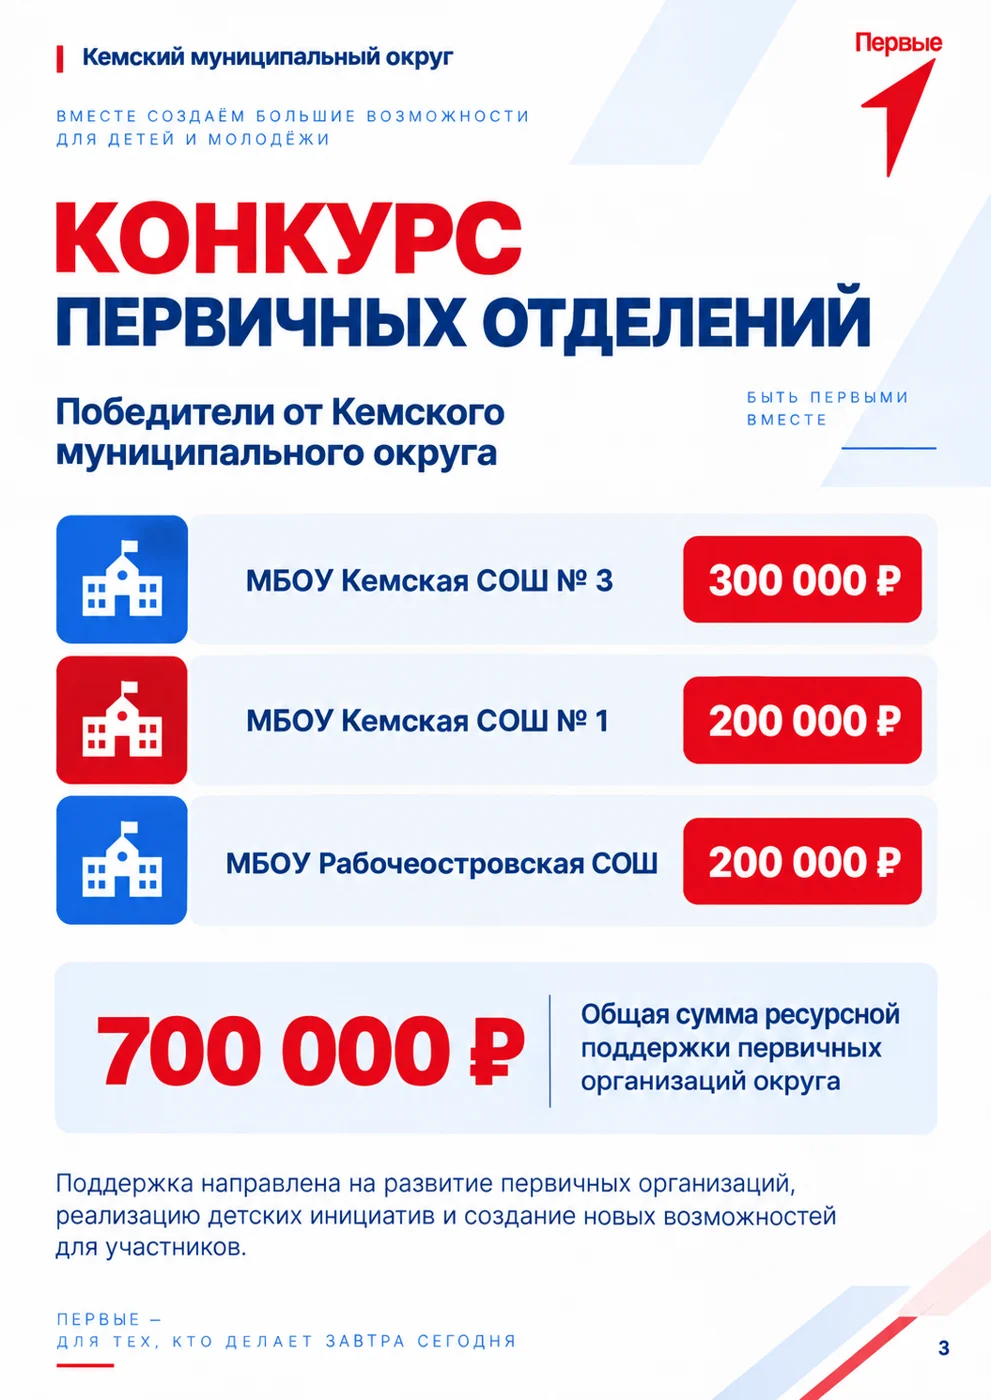 Кемский муниципальный округ
Первые
ВМЕСТЕ СОЗДАЁМ БОЛЬШИЕ ВОЗМОЖНОСТИ
ДЛЯ ДЕТЕЙ И МОЛОДЁЖИ
КОНКУРС
ПЕРВИЧНЫХ ОТДЕЛЕНИЙ
Победители от Кемского
муниципального округа
БЫТЬ ПЕРВЫМИ
ВМЕСТЕ
МБОУ Кемская СОШ № 3
300 000 ₽
МБОУ Кемская СОШ № 1
200 000 ₽
МБОУ Рабочеостровская СОШ
200 000 ₽
700 000 ₽
Общая сумма ресурсной
поддержки первичных
организаций округа
Поддержка направлена на развитие первичных организаций,
реализацию детских инициатив и создание новых возможностей
для участников.
ПЕРВЫЕ –
ДЛЯ ТЕХ, КТО ДЕЛАЕТ ЗАВТРА СЕГОДНЯ
3